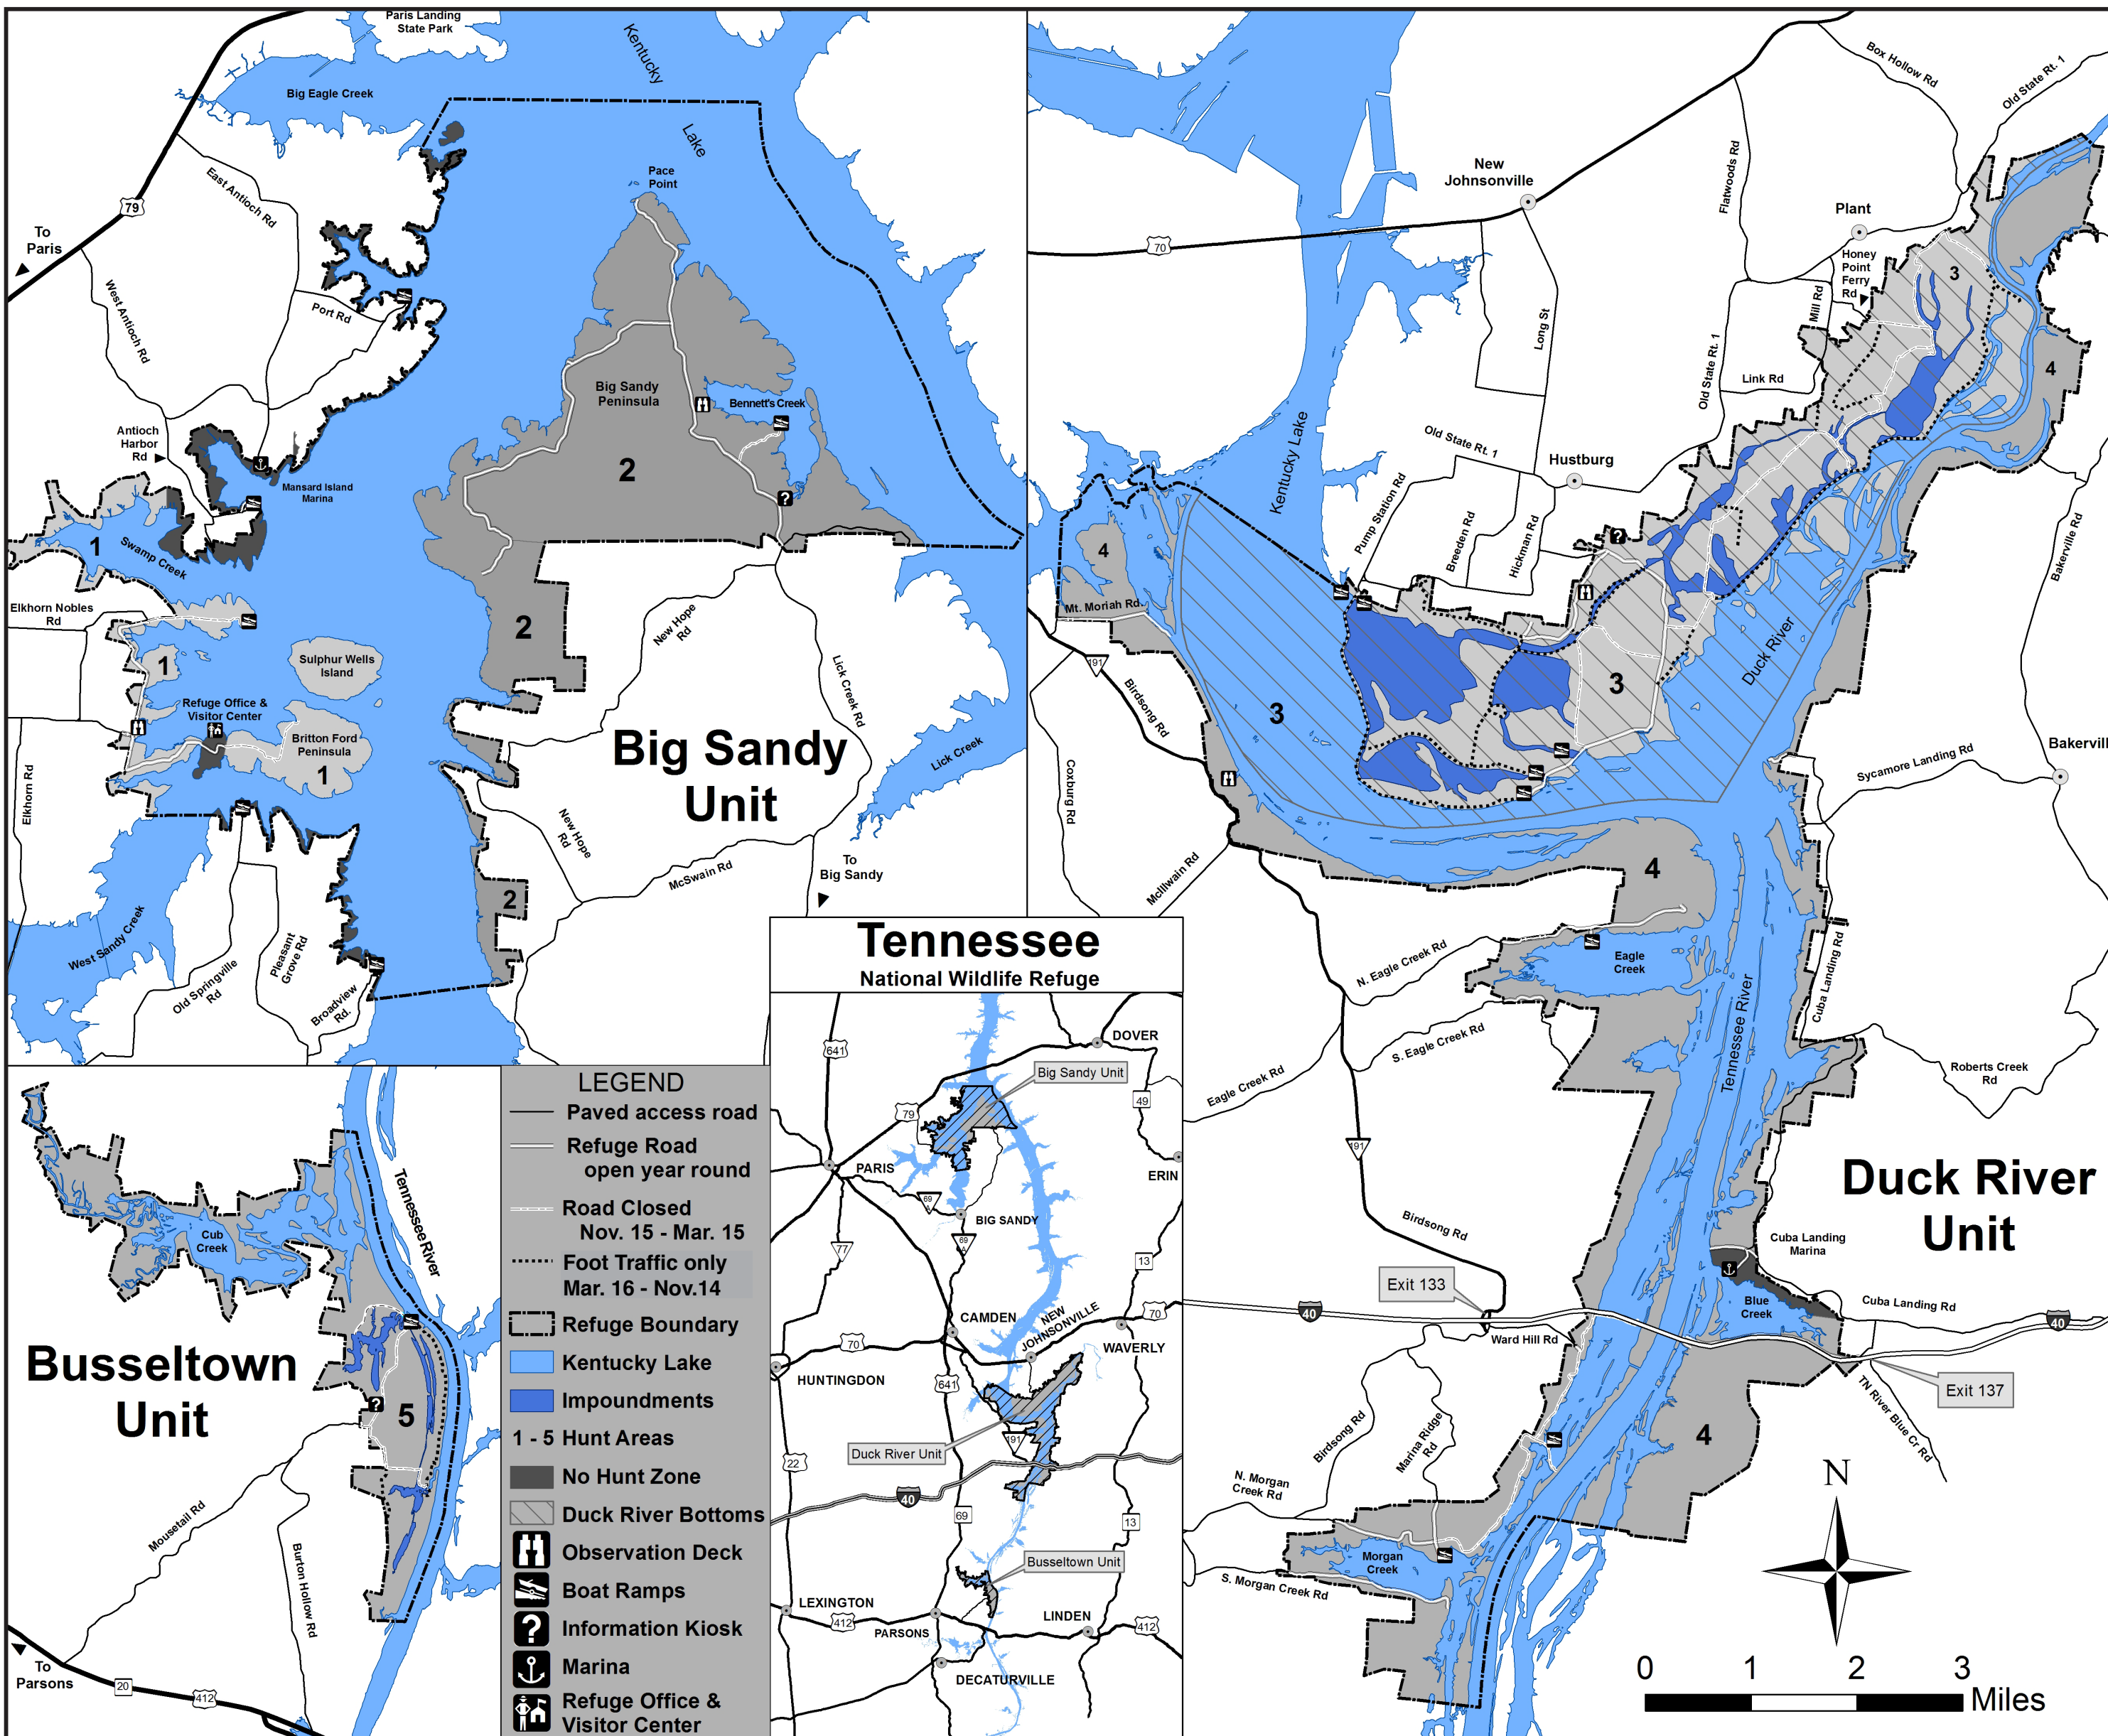 Paris Landing
State Park
Kentucky
Lake
Big Eagle Creek
79
To
Paris
East Antioch Rd
West Antioch Rd
Port Rd
Pace
Point
Big Sandy
Peninsula
2
Bennett's Creek
Antioch
Harbor
Rd
Mansard Island
Marina
1
Swamp Creek
Elkhorn Nobles
Rd
1
Sulphur Wells
Island
Refuge Office &
Visitor Center
Britton Ford
Peninsula
1
2
New Hope
Rd
Lick Creek Rd
Big Sandy
Unit
Lick Creek
Elkhorn Rd
New Hope
Rd
McSwain Rd
To
Big Sandy
2
West Sandy Creek
Old Springville
Rd
Pleasant
Grove Rd
Broadview
Rd.
New
Johnsonville
70
Box Hollow Rd
Old State Rt. 1
Flatwoods Rd
Plant
Honey
Point
Ferry
Rd
Mill Rd
3
4
Long St
Old State Rt. 1
Link Rd
Kentucky Lake
Old State Rt. 1
Hustburg
Pump Station Rd
Breeden Rd
Hickman Rd
Bakerville Rd
4
Mt. Moriah Rd.
191
Birdsong Rd
3
3
Duck River
Coxburg Rd
Sycamore Landing Rd
Bakervill
McIllwain Rd
4
N. Eagle Creek Rd
Eagle
Creek
Cuba Landing Rd
S. Eagle Creek Rd
Eagle Creek Rd
Tennessee River
Roberts Creek
Rd
191
Duck River
Unit
Birdsong Rd
Cuba Landing
Marina
Exit 133
40
Blue
Creek
Cuba Landing Rd
40
Ward Hill Rd
Exit 137
TN River Blue Cr Rd
Birdsong Rd
Marina Ridge
Rd
4
N. Morgan
Creek Rd
Morgan
Creek
S. Morgan Creek Rd
N
0 1 2 3
Miles
Tennessee
National Wildlife Refuge
641
DOVER
Big Sandy Unit
79
49
PARIS
ERIN
69
A
BIG SANDY
77
69
A
13
CAMDEN
NEW
JOHNSONVILLE
70
70
WAVERLY
HUNTINGDON
641
Duck River Unit
191
22
40
69
13
Busseltown Unit
LEXINGTON
412
PARSONS
LINDEN
412
DECATURVILLE
Cub
Creek
Tennessee River
Busseltown
Unit
5
Mousetail Rd
Burton Hollow Rd
To
Parsons
20
412
LEGEND
Paved access road
Refuge Road
open year round
Road Closed
Nov. 15 - Mar. 15
Foot Traffic only
Mar. 16 - Nov.14
Refuge Boundary
Kentucky Lake
Impoundments
1 - 5 Hunt Areas
No Hunt Zone
Duck River Bottoms
Observation Deck
Boat Ramps
? Information Kiosk
Marina
Refuge Office &
Visitor Center